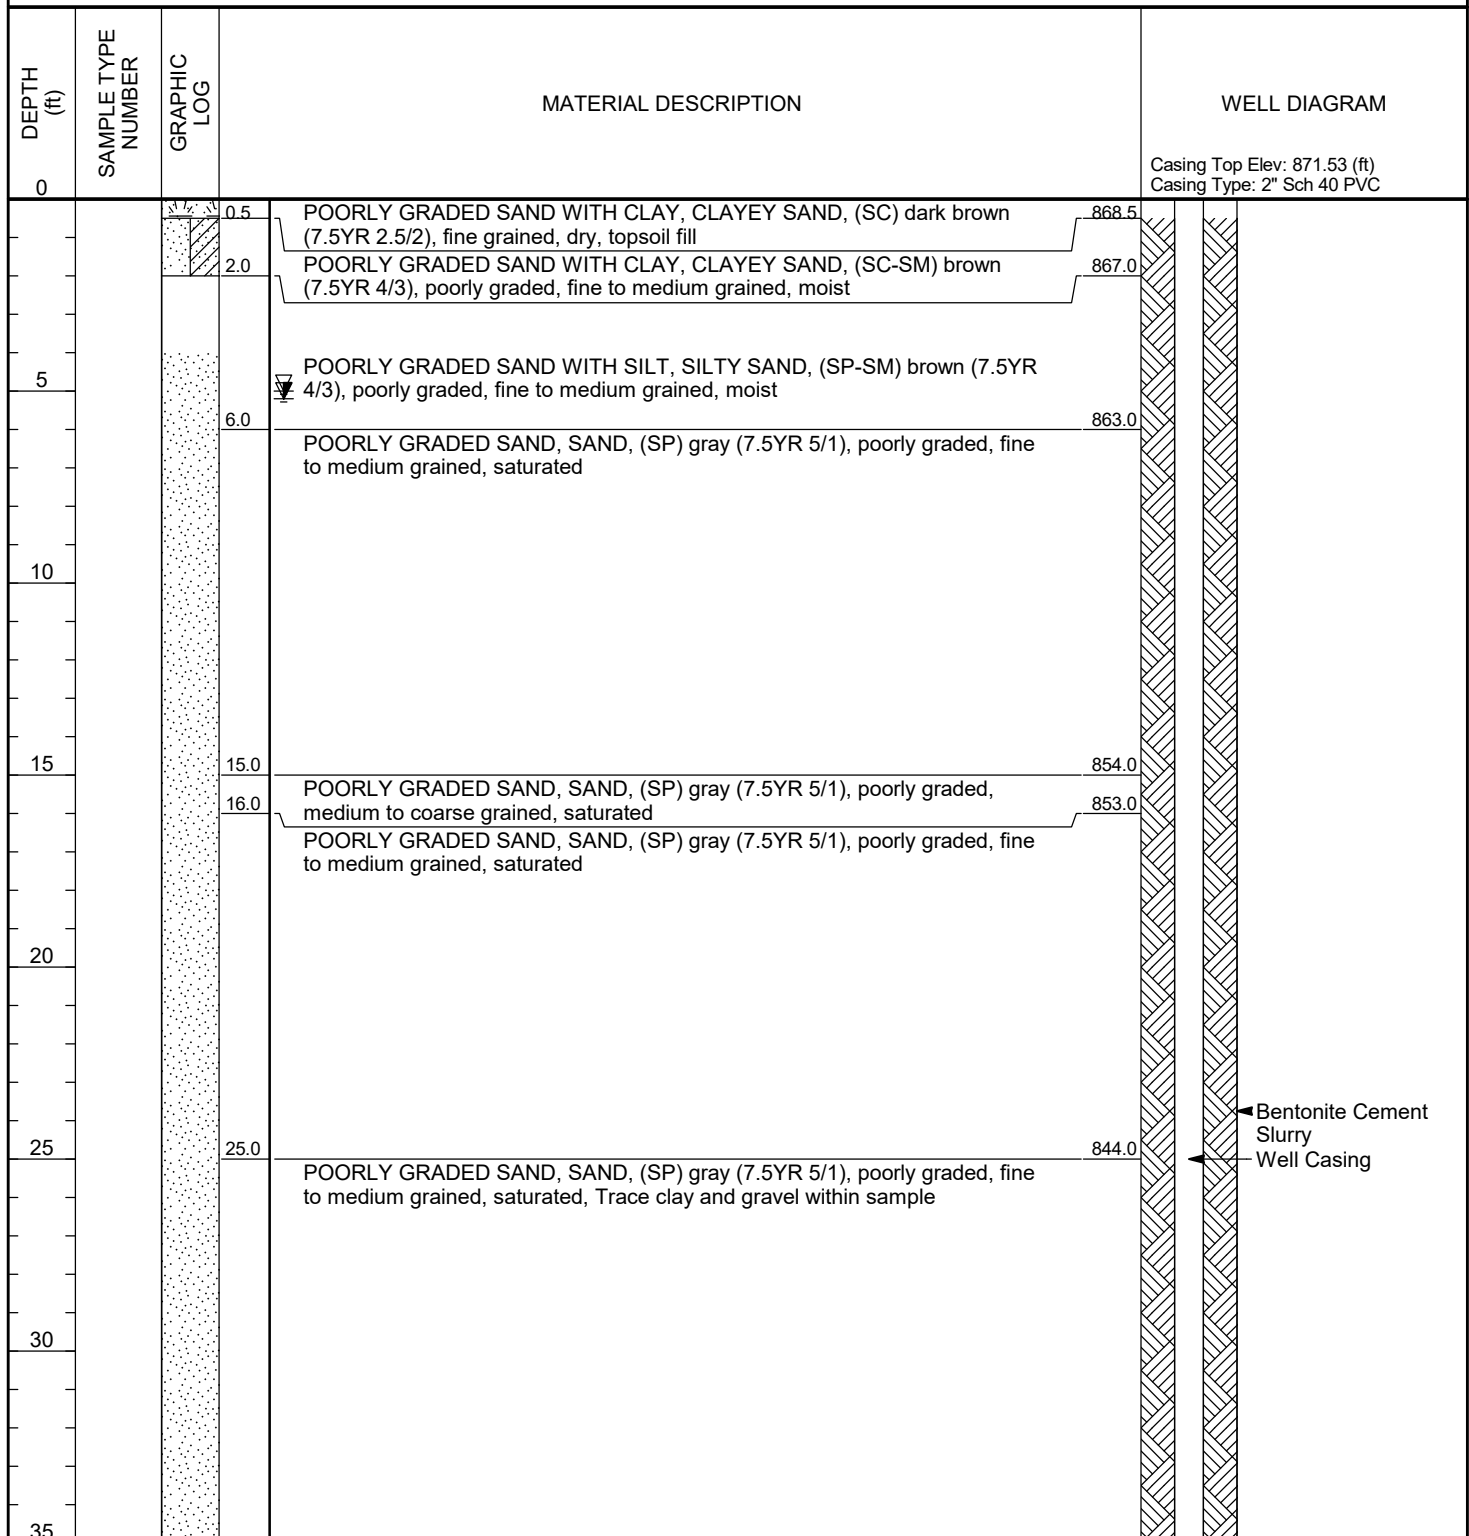 DEPTH
(ft)
SAMPLE TYPE
NUMBER
GRAPHIC
LOG
MATERIAL DESCRIPTION
WELL DIAGRAM
Casing Top Elev: 871.53 (ft)
Casing Type: 2" Sch 40 PVC
0
0.5
POORLY GRADED SAND WITH CLAY, CLAYEY SAND, (SC) dark brown
(7.5YR 2.5/2), fine grained, dry, topsoil fill
868.5
2.0
POORLY GRADED SAND WITH CLAY, CLAYEY SAND, (SC-SM) brown
(7.5YR 4/3), poorly graded, fine to medium grained, moist
867.0
POORLY GRADED SAND WITH SILT, SILTY SAND, (SP-SM) brown (7.5YR
4/3), poorly graded, fine to medium grained, moist
5
6.0
863.0
POORLY GRADED SAND, SAND, (SP) gray (7.5YR 5/1), poorly graded, fine
to medium grained, saturated
10
15
15.0
854.0
POORLY GRADED SAND, SAND, (SP) gray (7.5YR 5/1), poorly graded,
medium to coarse grained, saturated
16.0
853.0
POORLY GRADED SAND, SAND, (SP) gray (7.5YR 5/1), poorly graded, fine
to medium grained, saturated
20
Bentonite Cement
Slurry
Well Casing
25
25.0
844.0
POORLY GRADED SAND, SAND, (SP) gray (7.5YR 5/1), poorly graded, fine
to medium grained, saturated, Trace clay and gravel within sample
30
35